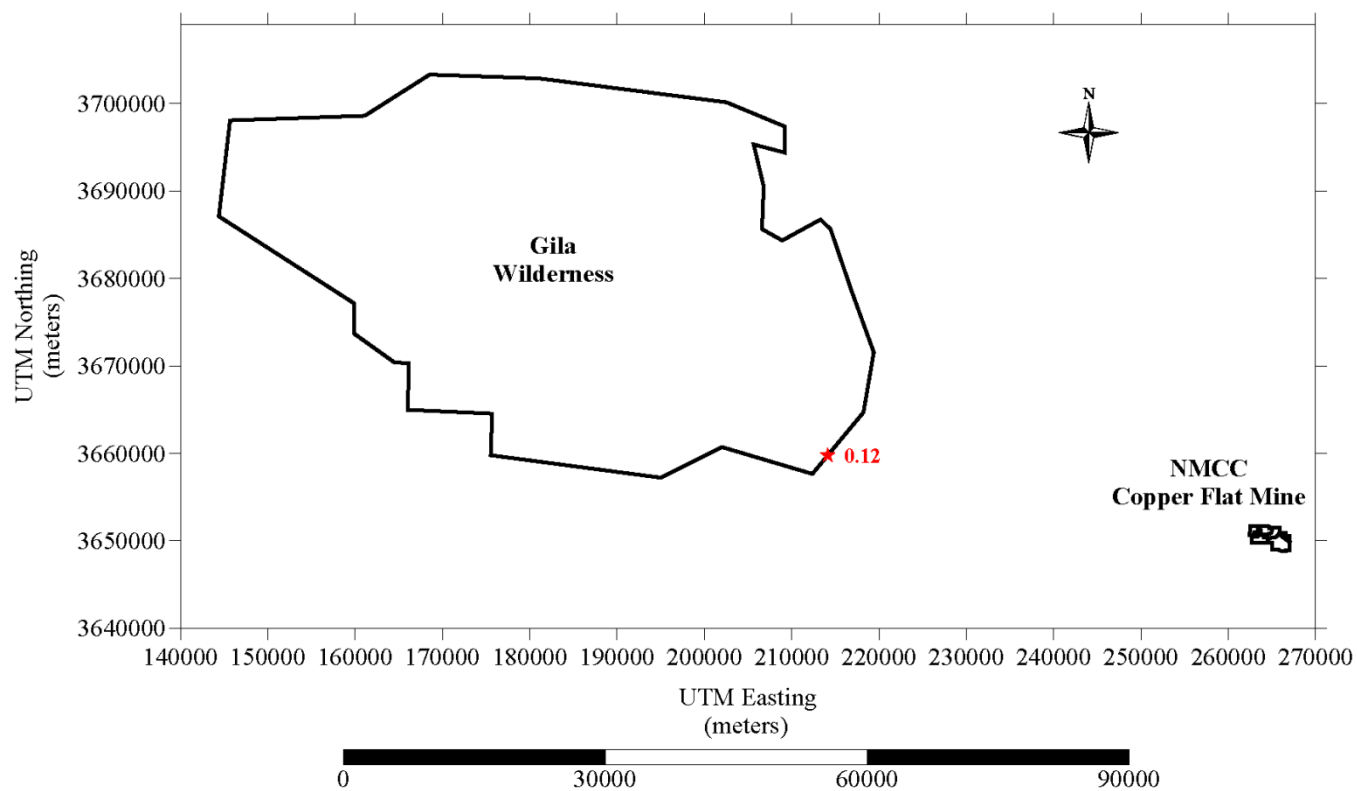 3700000
N
3690000
Gila
Wilderness
3680000
UTM Northing
(meters)
3670000
3660000
0.12
NMCC
Copper Flat Mine
3650000
3640000
140000 150000 160000 170000 180000 190000 200000 210000 220000 230000 240000 250000 260000 270000
UTM Easting
(meters)
0 30000 60000 90000